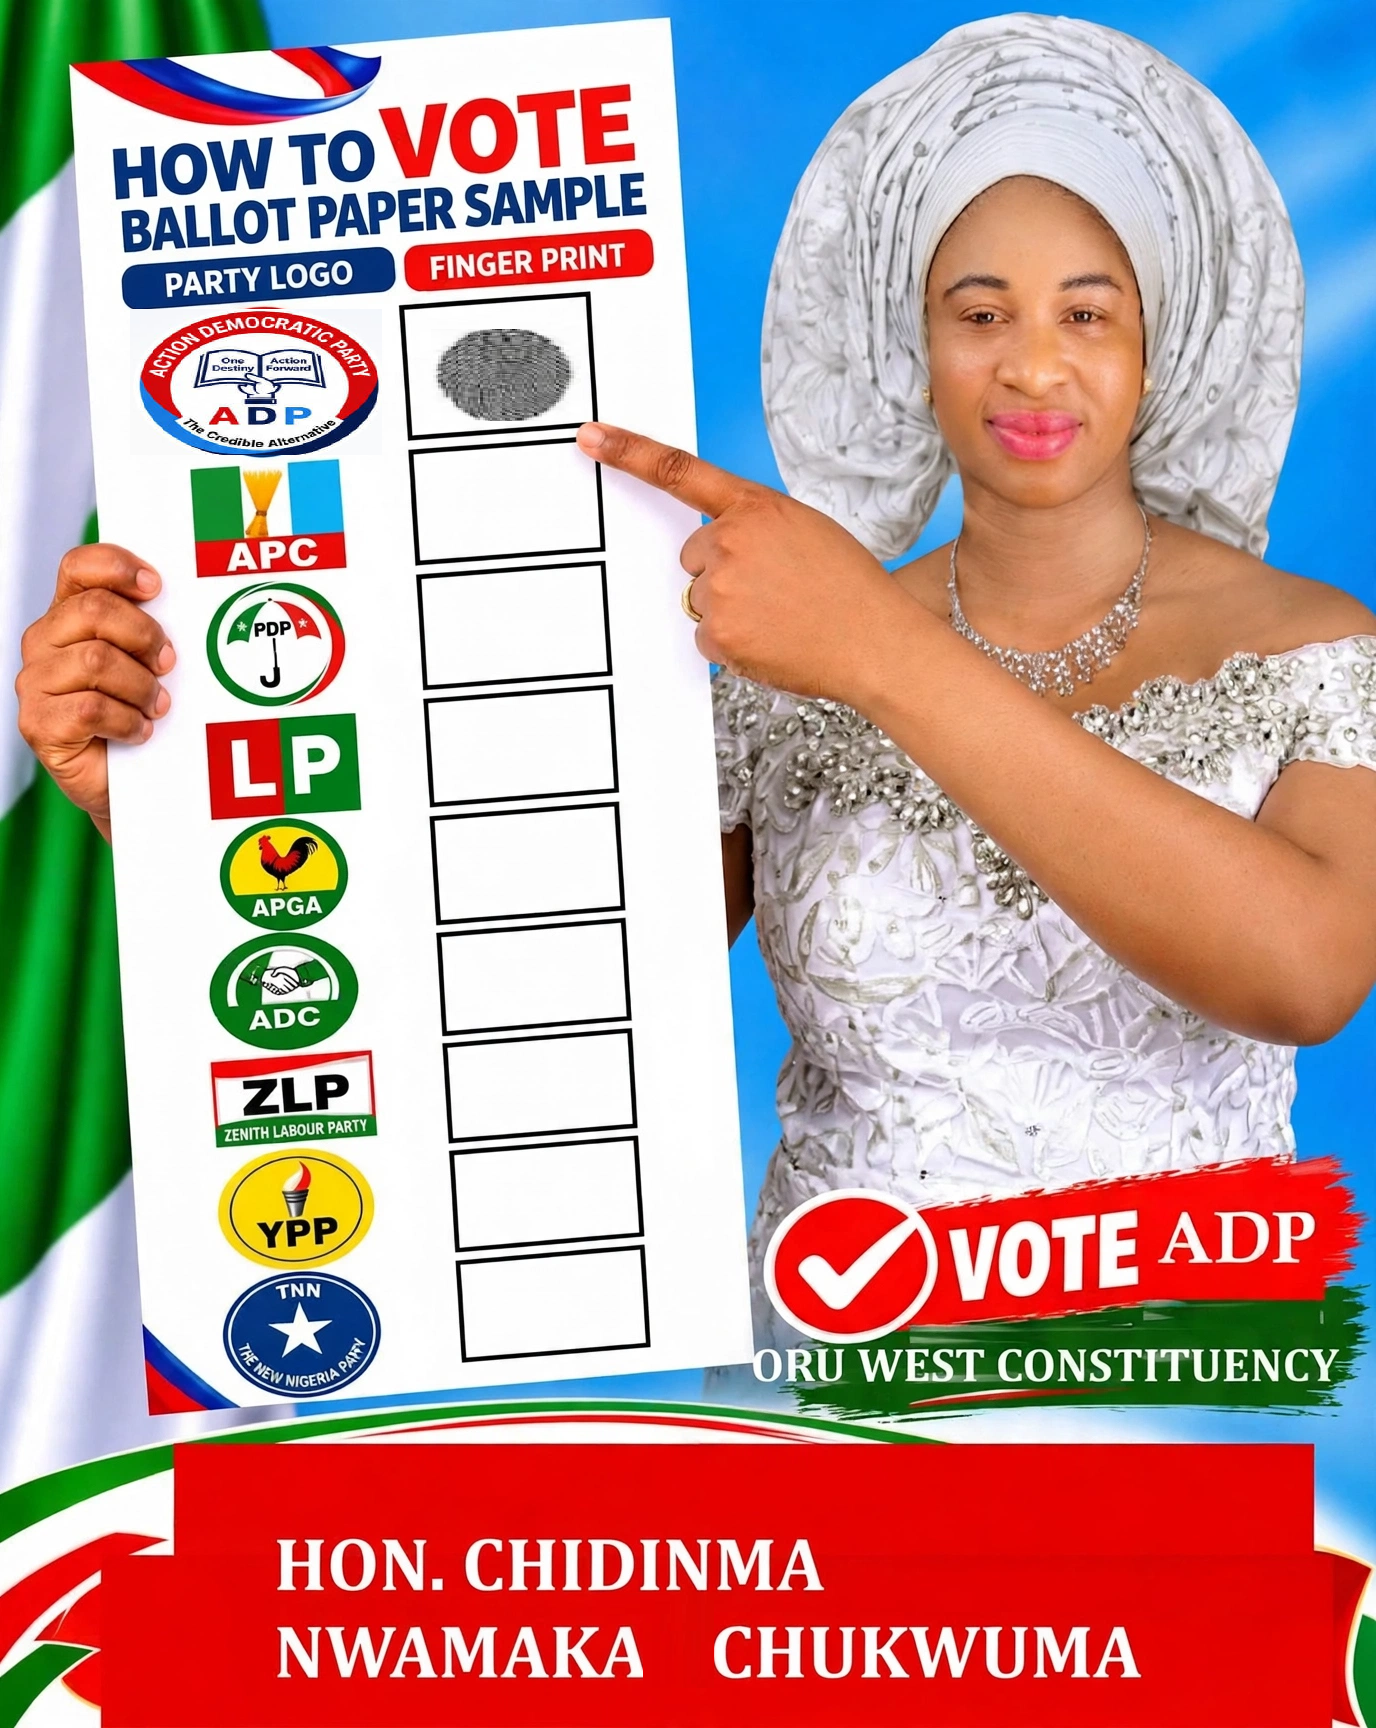 HOW TO VOTE
BALLOT PAPER SAMPLE
PARTY LOGO
FINGER PRINT
ACTION DEMOCRATIC PARTY
One Destiny
Action Forward
ADP
The Credible Alternative
APC
PDP
LP
APGA
ADC
ZLP
ZENITH LABOUR PARTY
YPP
TNN
THE NEW NIGERIA PARTY
VOTE ADP
ORU WEST CONSTITUENCY
HON. CHIDINMA
NWAMAKA CHUKWUMA